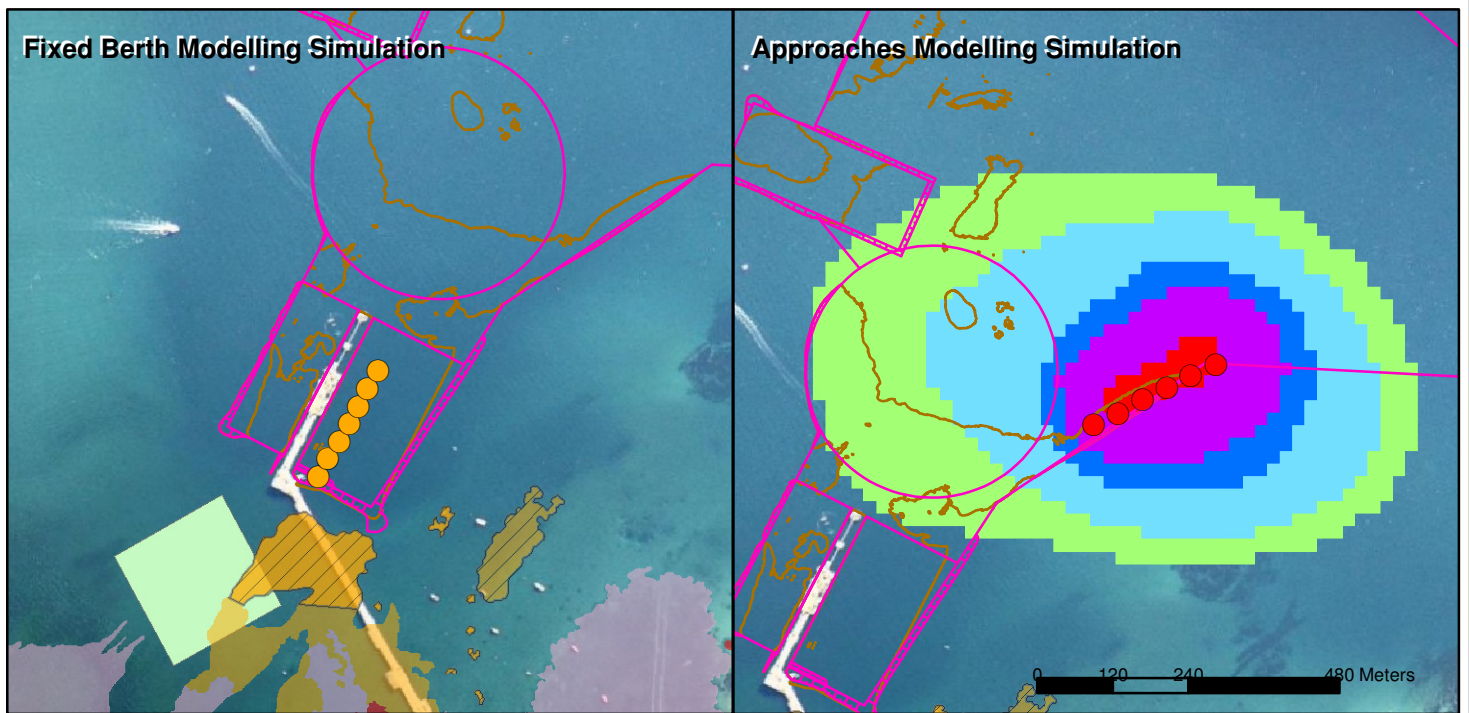 Fixed Berth Modelling Simulation
Approaches Modelling Simulation
0 120 240 480 Meters